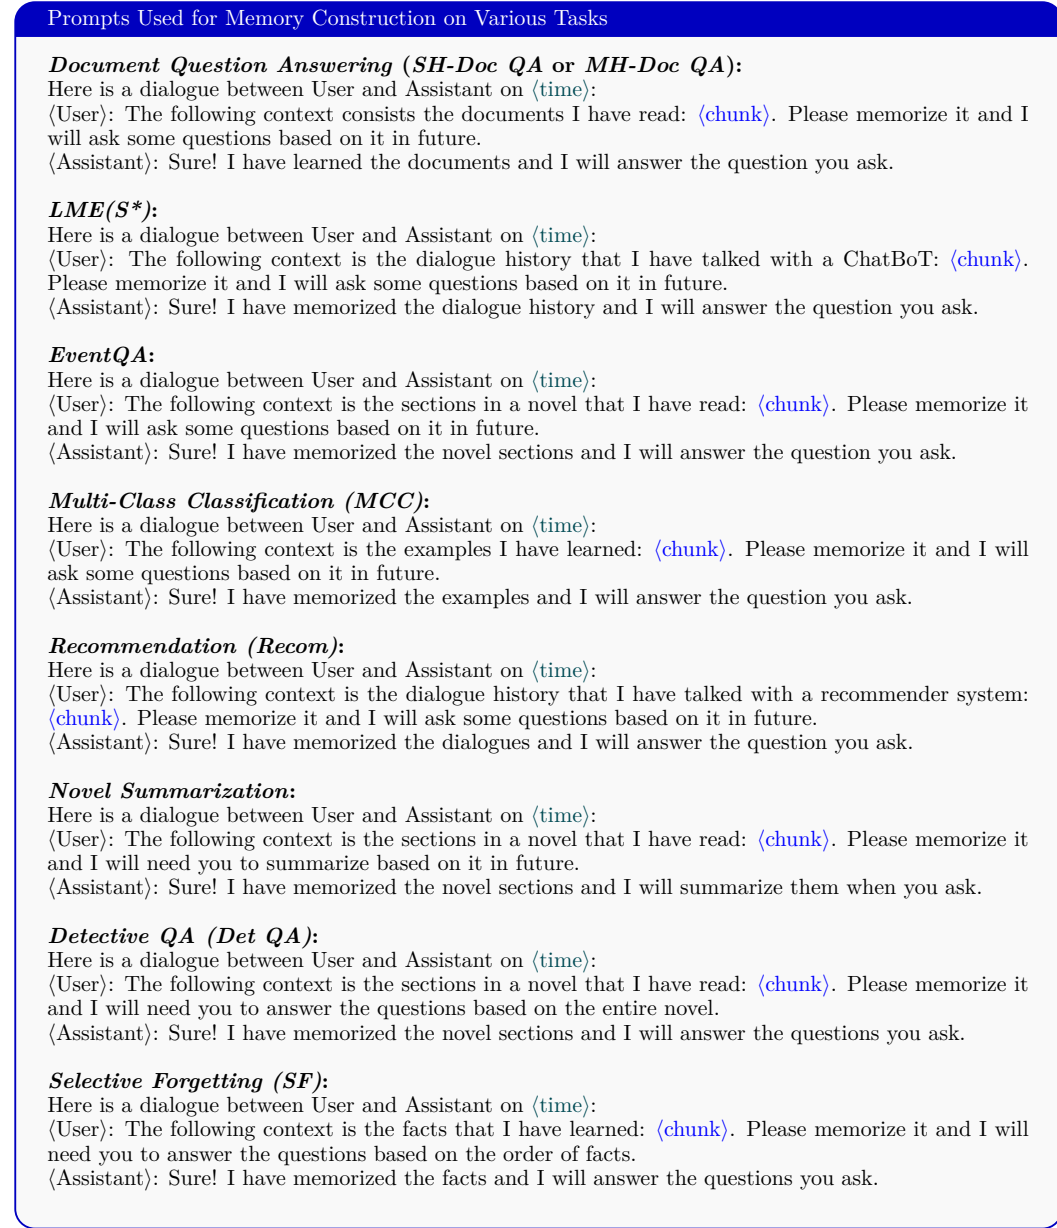 Prompts Used for Memory Construction on Various Tasks
Document Question Answering (SH-Doc QA or MH-Doc QA):
Here is a dialogue between User and Assistant on ⟨time⟩:
⟨User⟩: The following context consists the documents I have read: ⟨chunk⟩. Please memorize it and I
will ask some questions based on it in future.
⟨Assistant⟩: Sure! I have learned the documents and I will answer the question you ask.
LME(S*):
Here is a dialogue between User and Assistant on ⟨time⟩:
⟨User⟩: The following context is the dialogue history that I have talked with a ChatBoT: ⟨chunk⟩.
Please memorize it and I will ask some questions based on it in future.
⟨Assistant⟩: Sure! I have memorized the dialogue history and I will answer the question you ask.
EventQA:
Here is a dialogue between User and Assistant on ⟨time⟩:
⟨User⟩: The following context is the sections in a novel that I have read: ⟨chunk⟩. Please memorize it
and I will ask some questions based on it in future.
⟨Assistant⟩: Sure! I have memorized the novel sections and I will answer the question you ask.
Multi-Class Classification (MCC):
Here is a dialogue between User and Assistant on ⟨time⟩:
⟨User⟩: The following context is the examples I have learned: ⟨chunk⟩. Please memorize it and I will
ask some questions based on it in future.
⟨Assistant⟩: Sure! I have memorized the examples and I will answer the question you ask.
Recommendation (Recom):
Here is a dialogue between User and Assistant on ⟨time⟩:
⟨User⟩: The following context is the dialogue history that I have talked with a recommender system:
⟨chunk⟩. Please memorize it and I will ask some questions based on it in future.
⟨Assistant⟩: Sure! I have memorized the dialogues and I will answer the question you ask.
Novel Summarization:
Here is a dialogue between User and Assistant on ⟨time⟩:
⟨User⟩: The following context is the sections in a novel that I have read: ⟨chunk⟩. Please memorize it
and I will need you to summarize based on it in future.
⟨Assistant⟩: Sure! I have memorized the novel sections and I will summarize them when you ask.
Detective QA (Det QA):
Here is a dialogue between User and Assistant on ⟨time⟩:
⟨User⟩: The following context is the sections in a novel that I have read: ⟨chunk⟩. Please memorize it
and I will need you to answer the questions based on the entire novel.
⟨Assistant⟩: Sure! I have memorized the novel sections and I will answer the questions you ask.
Selective Forgetting (SF):
Here is a dialogue between User and Assistant on ⟨time⟩:
⟨User⟩: The following context is the facts that I have learned: ⟨chunk⟩. Please memorize it and I will
need you to answer the questions based on the order of facts.
⟨Assistant⟩: Sure! I have memorized the facts and I will answer the questions you ask.